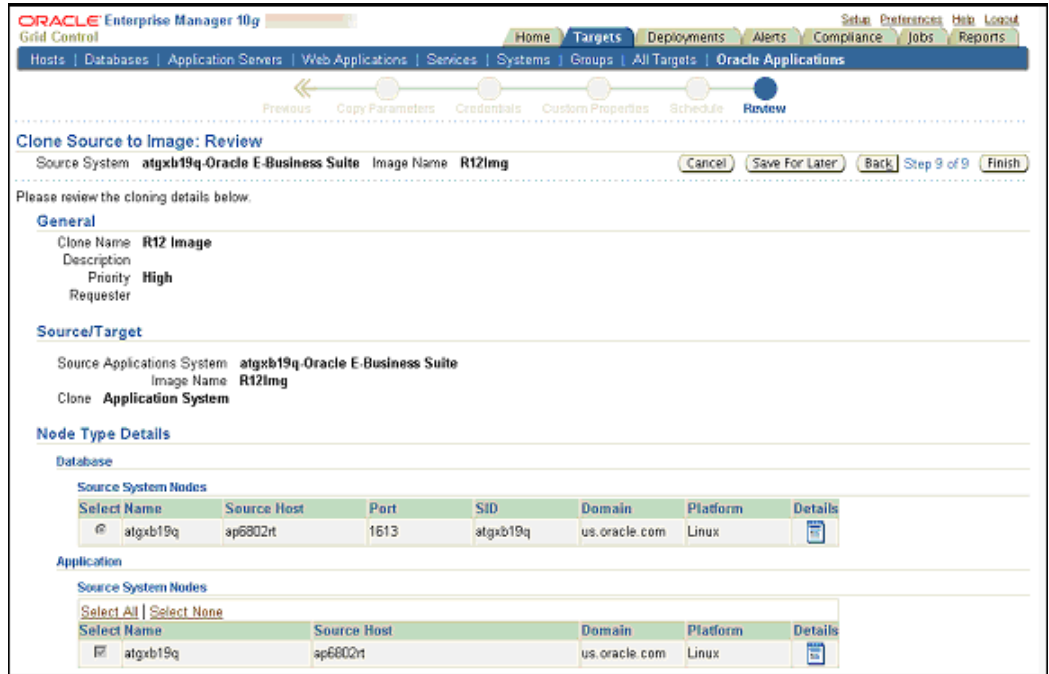 ORACLE Enterprise Manager 10g
Grid Control
Setup Preferences Help Logout
Home Targets Deployments Alerts Compliance Jobs Reports
Hosts | Databases | Application Servers | Web Applications | Services | Systems | Groups | All Targets | Oracle Applications
Previous Copy Parameters Credentials Custom Properties Schedule Review
Clone Source to Image: Review
Source System atgxb19q-Oracle E-Business Suite Image Name R12Img
Cancel Save For Later Back Step 9 of 9 Finish
Please review the cloning details below.
General
Clone Name R12 Image
Description
Priority High
Requester
Source/Target
Source Applications System atgxb19q-Oracle E-Business Suite
Image Name R12Img
Clone Application System
Node Type Details
Database
Source System Nodes
Select Name Source Host Port SID Domain Platform Details
atgxb19q ap6802rt 1613 atgxb19q us.oracle.com Linux
Application
Source System Nodes
Select All | Select None
Select Name Source Host Domain Platform Details
atgxb19q ap6802rt us.oracle.com Linux